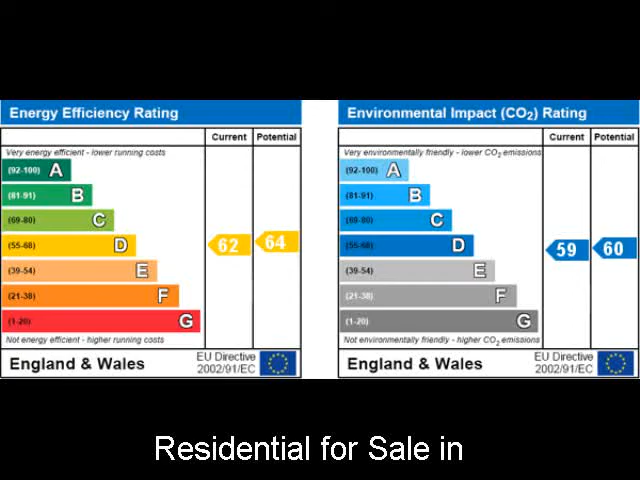 Energy Efficiency Rating
Current Potential
Very energy efficient - lower running costs
(92-100) A
(81-91) B
(69-80) C
(55-68) D
62 64
(39-54) E
(21-38) F
(1-20) G
Not energy efficient - higher running costs
England & Wales
EU Directive
2002/91/EC
Environmental Impact (CO2) Rating
Current Potential
Very environmentally friendly - lower CO2 emissions
(92-100) A
(81-91) B
(69-80) C
(55-68) D
59 60
(39-54) E
(21-38) F
(1-20) G
Not environmentally friendly - higher CO2 emissions
England & Wales
EU Directive
2002/91/EC
Residential for Sale in